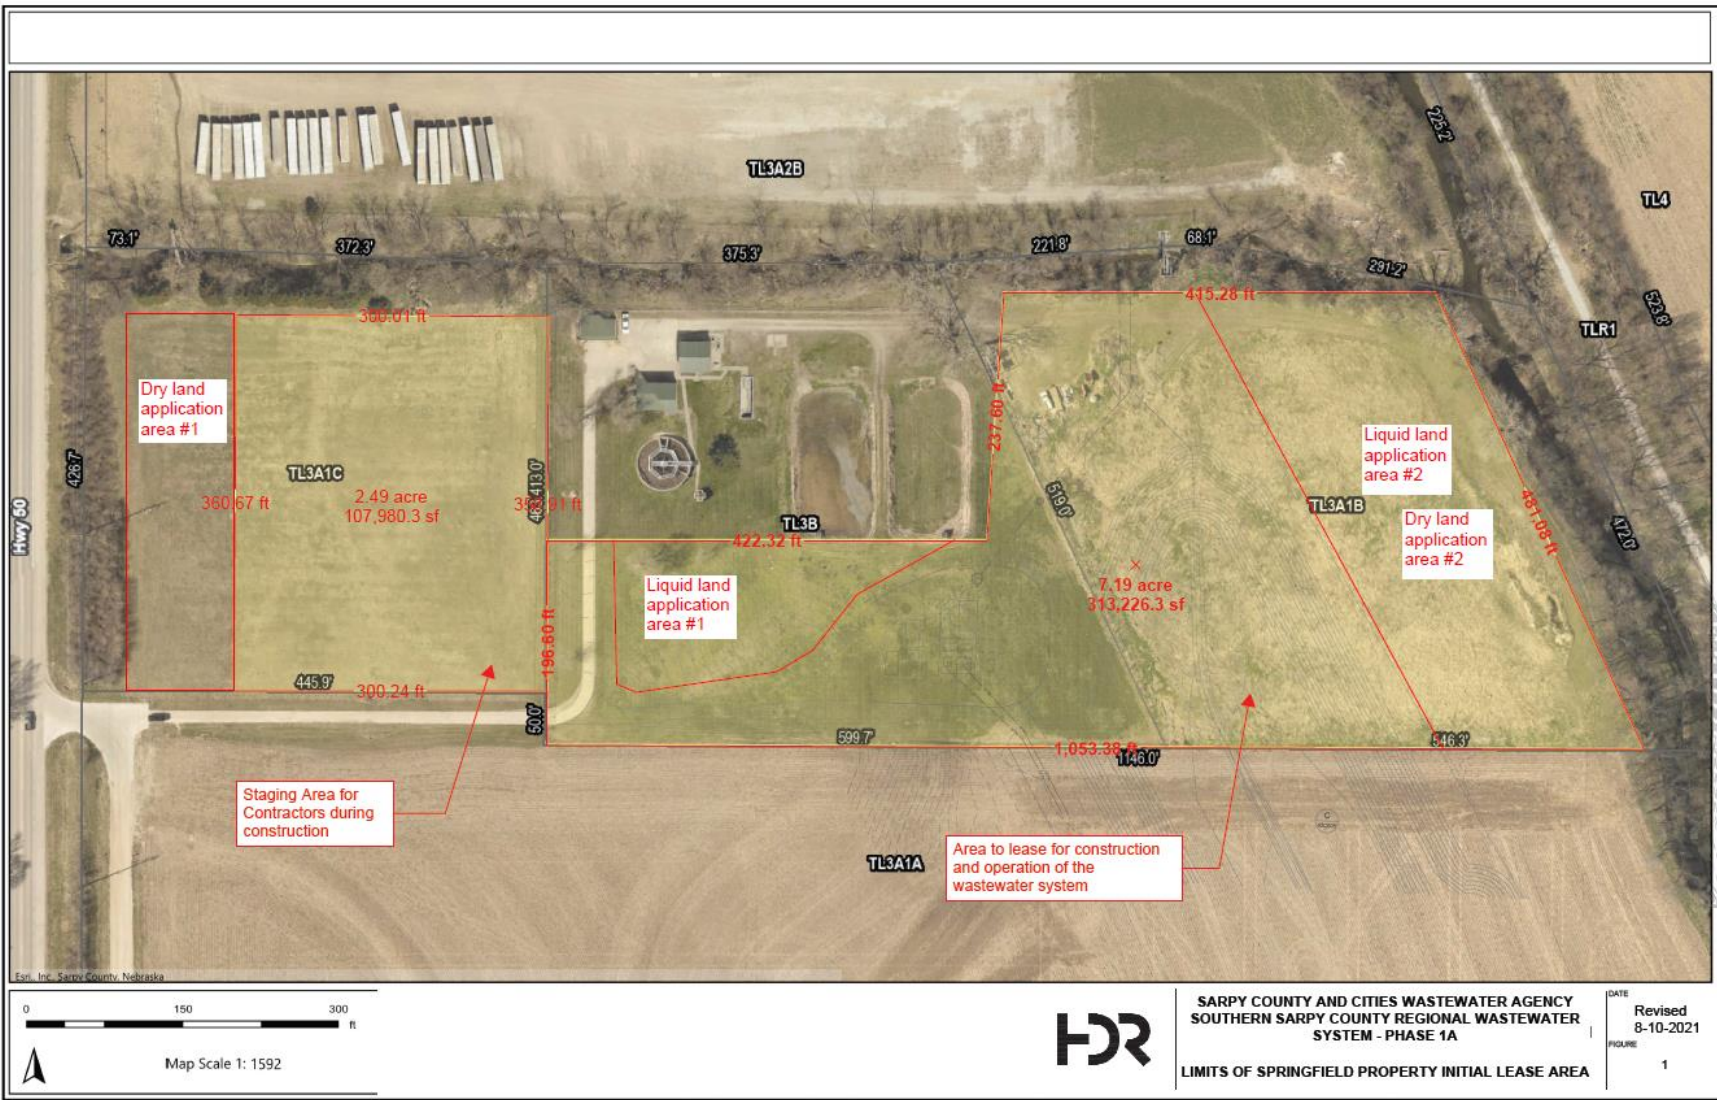 TL3A2B
225.2'
TL4
73.1'
372.3'
375.3'
221.8'
68.1'
291.2'
523.8'
TLR1
300.01 ft
415.28 ft
Dry land
application
area #1
426.7'
Hwy 50
TL3A1C
360.67 ft
2.49 acre
107,980.3 sf
413.0'
TL3B
422.32 ft
237.60 ft
519.0'
Liquid land
application
area #2
TL3A1B
Dry land
application
area #2
481.08 ft
472.0'
7.19 acre
313,226.3 sf
Liquid land
application
area #1
196.60 ft
445.9'
300.24 ft
50.0'
599.7'
1,053.38 ft
1146.0'
546.3'
Staging Area for
Contractors during
construction
TL3A1A
Area to lease for construction
and operation of the
wastewater system
Esri, Inc., Sarpy County, Nebraska
0 150 300
ft
Map Scale 1: 1592
HDR
SARPY COUNTY AND CITIES WASTEWATER AGENCY
SOUTHERN SARPY COUNTY REGIONAL WASTEWATER
SYSTEM - PHASE 1A
LIMITS OF SPRINGFIELD PROPERTY INITIAL LEASE AREA
DATE
Revised
8-10-2021
FIGURE
1